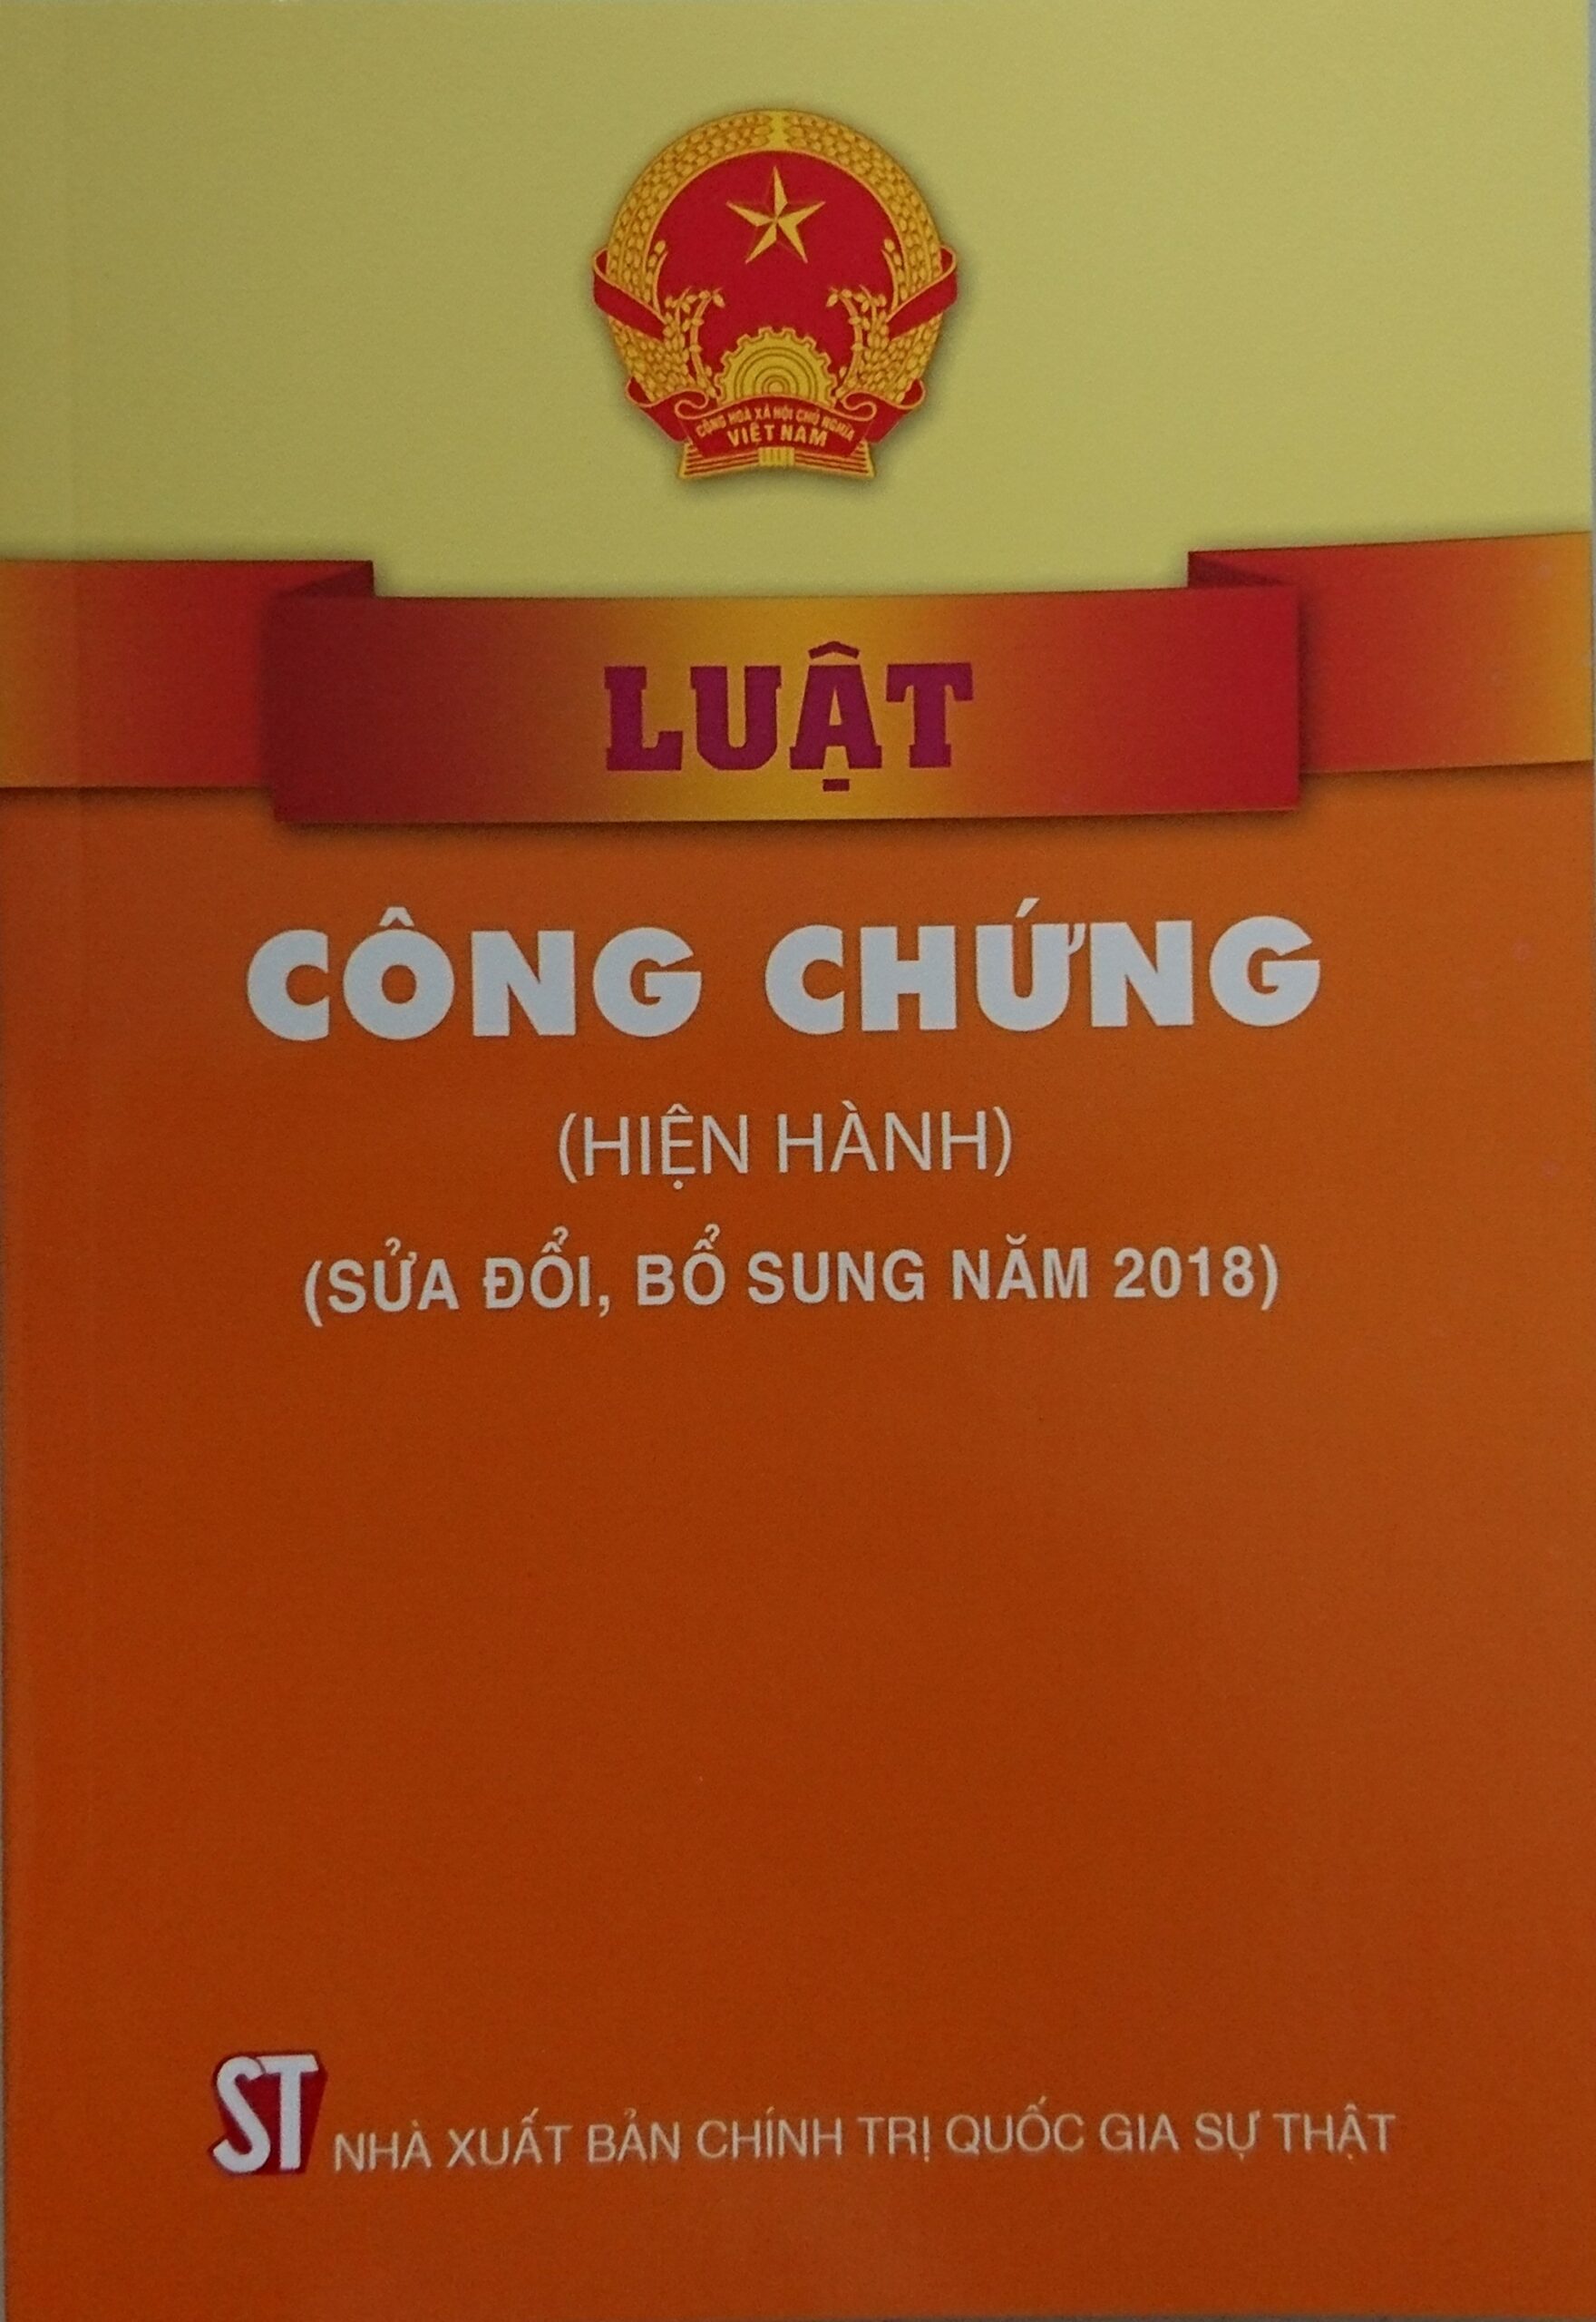 CỘNG HOÀ XÃ HỘI CHỦ NGHĨA
VIỆT NAM
LUẬT
CÔNG CHỨNG
(HIỆN HÀNH)
(SỬA ĐỔI, BỔ SUNG NĂM 2018)
ST NHÀ XUẤT BẢN CHÍNH TRỊ QUỐC GIA SỰ THẬT